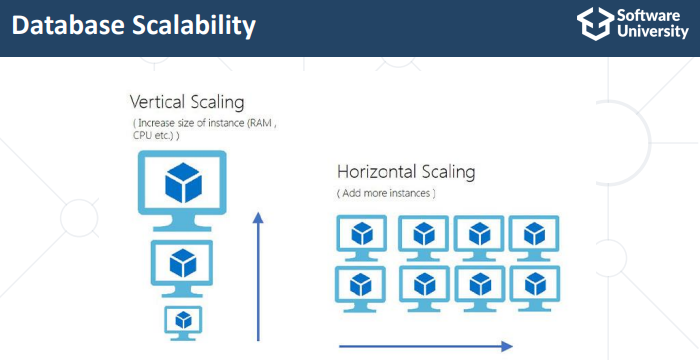 Database Scalability
Software
University
Vertical Scaling
( Increase size of instance (RAM ,
CPU etc.) )
Horizontal Scaling
( Add more instances )